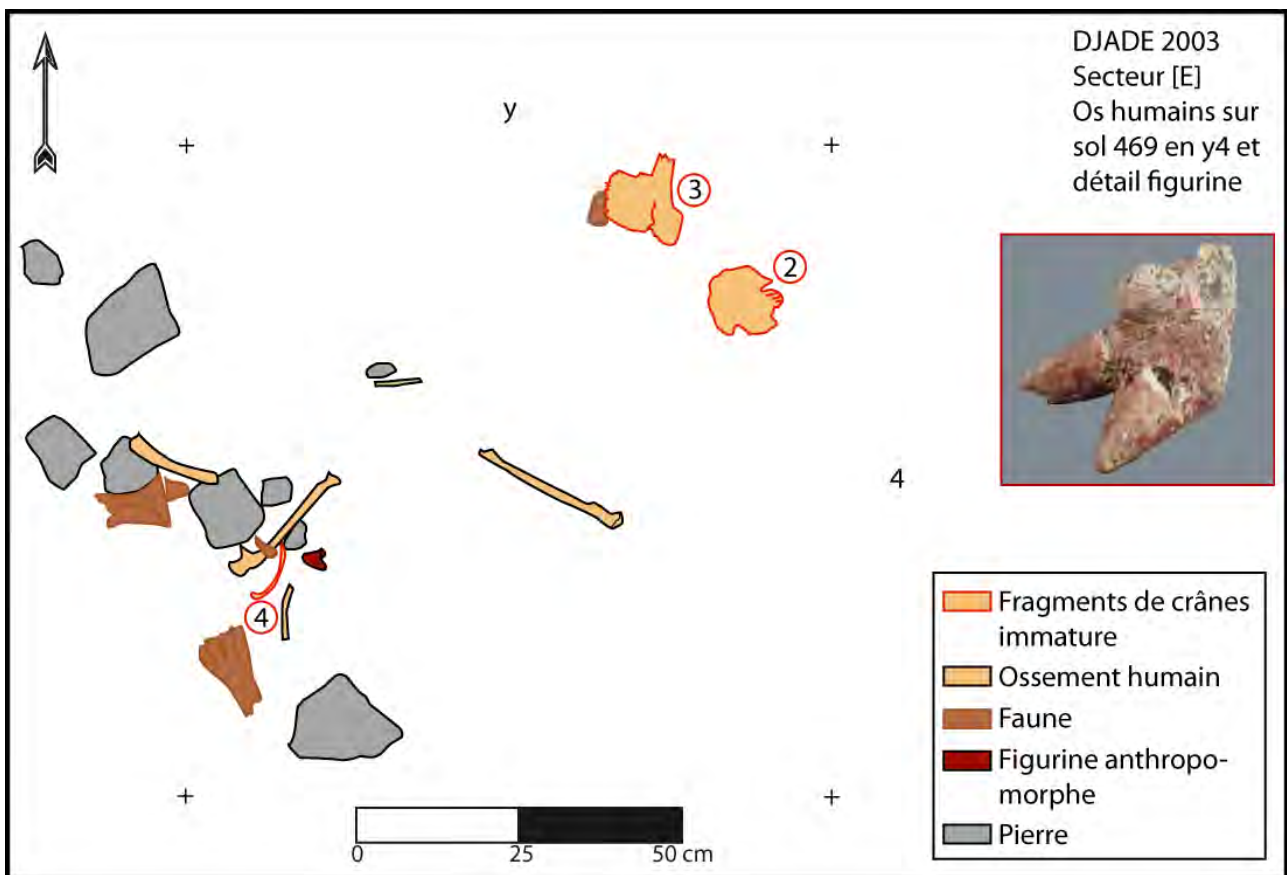 DJADE 2003
Secteur [E]
Os humains sur
sol 469 en y4 et
détail figurine
y
3
2
4
4
Fragments de crânes
immature
Ossement humain
Faune
Figurine anthropo-
morphe
Pierre
0 25 50 cm